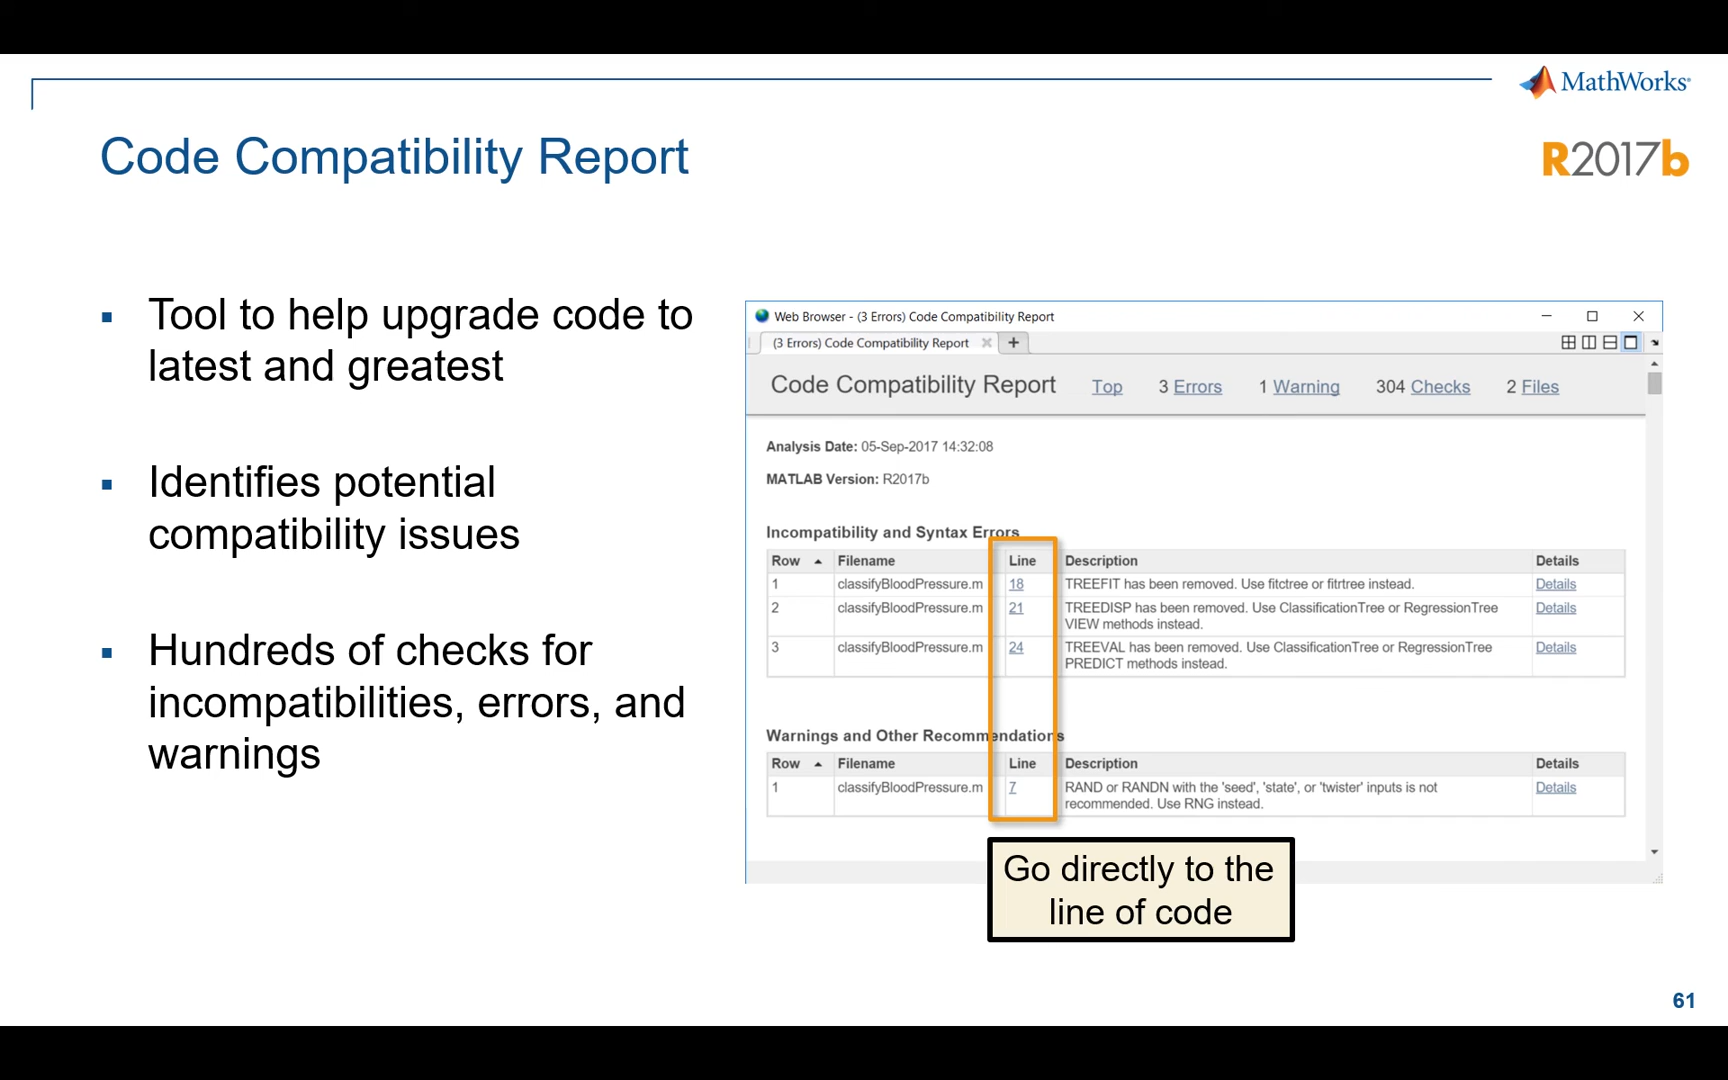 MathWorks®
Code Compatibility Report
R2017b
▪ Tool to help upgrade code to
latest and greatest
▪ Identifies potential
compatibility issues
▪ Hundreds of checks for
incompatibilities, errors, and
warnings
Web Browser - (3 Errors) Code Compatibility Report
(3 Errors) Code Compatibility Report
Code Compatibility Report Top 3 Errors 1 Warning 304 Checks 2 Files
Analysis Date: 05-Sep-2017 14:32:08
MATLAB Version: R2017b
Incompatibility and Syntax Errors
Row Filename Line Description Details
1 classifyBloodPressure.m 18 TREEFIT has been removed. Use fitctree or fitrtree instead. Details
2 classifyBloodPressure.m 21 TREEDISP has been removed. Use ClassificationTree or RegressionTree Details
VIEW methods instead.
3 classifyBloodPressure.m 24 TREEVAL has been removed. Use ClassificationTree or RegressionTree Details
PREDICT methods instead.
Warnings and Other Recommendations
Row Filename Line Description Details
1 classifyBloodPressure.m 7 RAND or RANDN with the 'seed', 'state', or 'twister' inputs is not Details
recommended. Use RNG instead.
Go directly to the
line of code
61